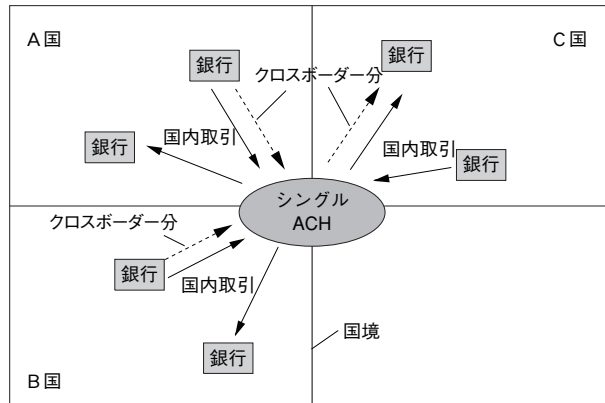 A国
C国
銀行
銀行
クロスボーダー分
銀行
国内取引
国内取引
銀行
シングル
ACH
クロスボーダー分
銀行
国内取引
銀行
国境
B国